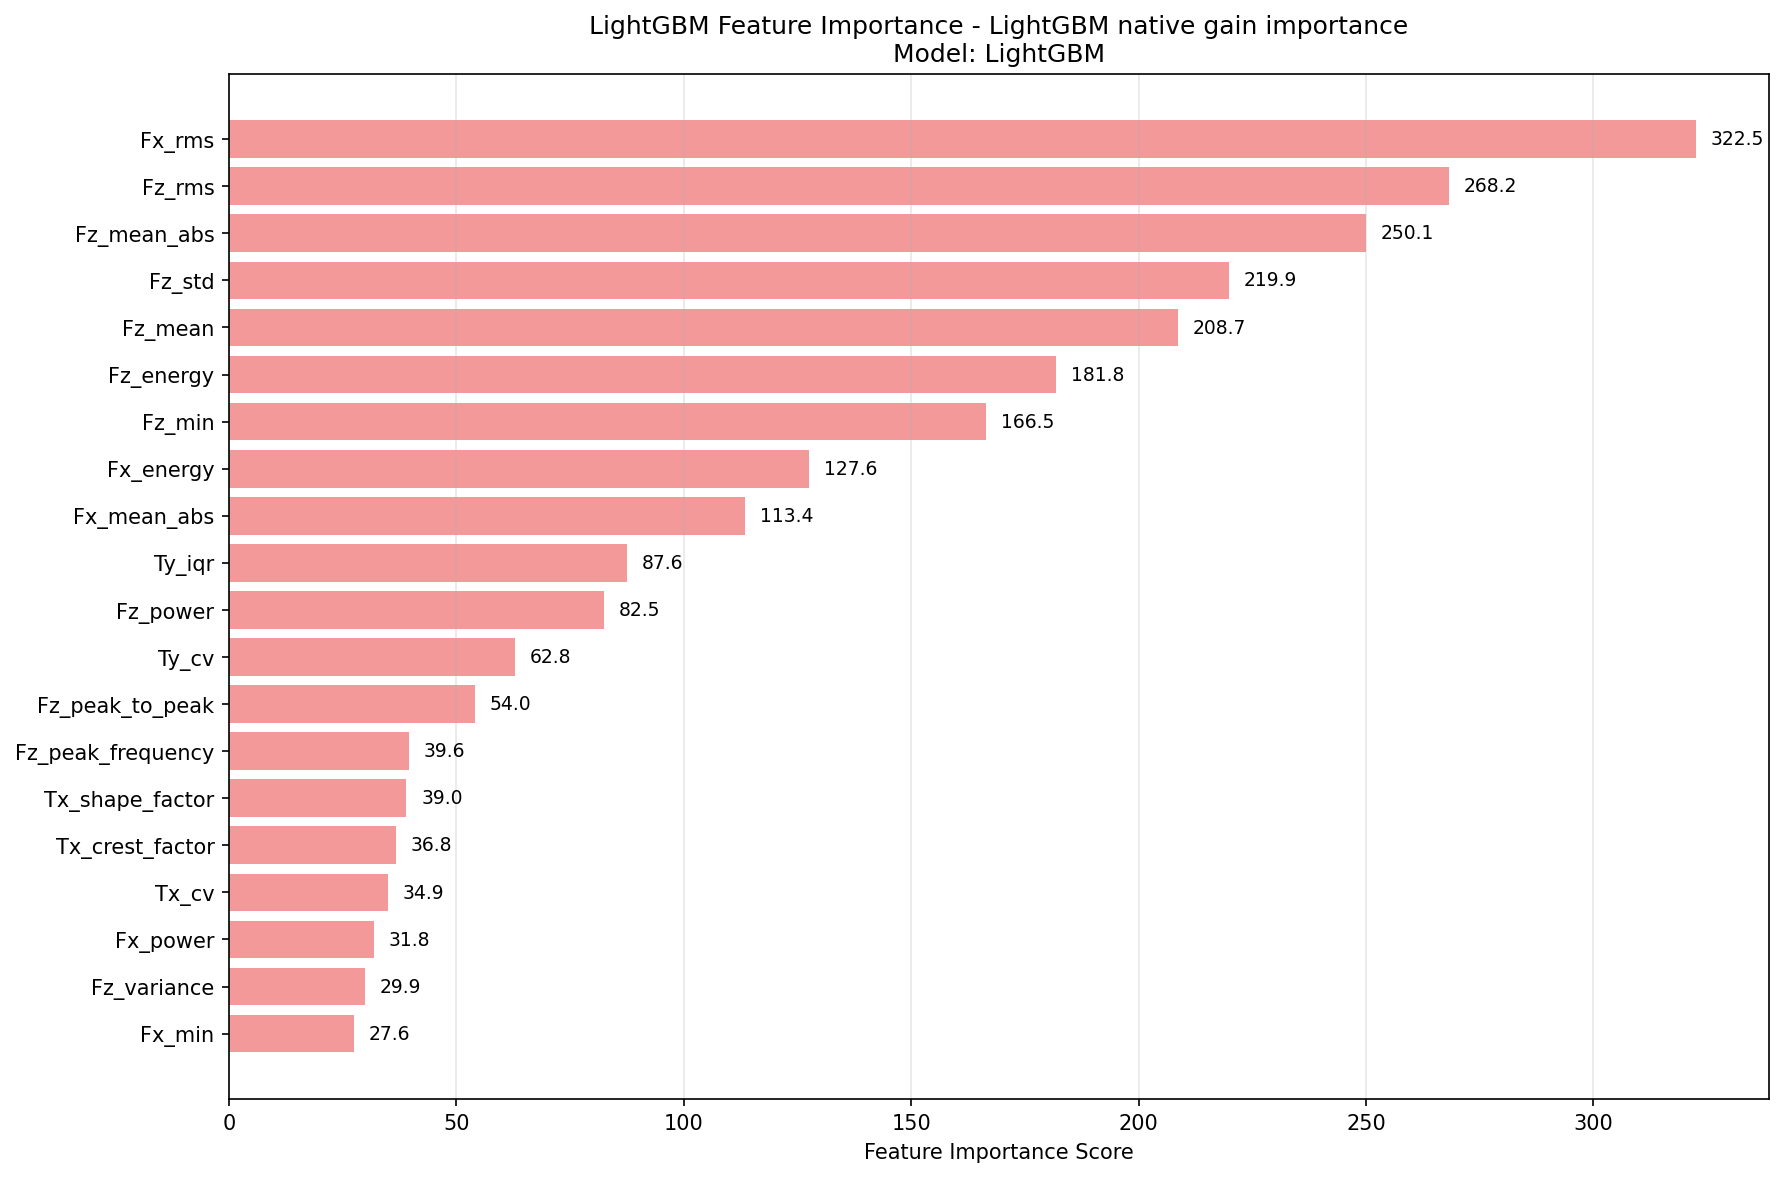 LightGBM Feature Importance - LightGBM native gain importance
Model: LightGBM
Fx_rms 322.5
Fz_rms 268.2
Fz_mean_abs 250.1
Fz_std 219.9
Fz_mean 208.7
Fz_energy 181.8
Fz_min 166.5
Fx_energy 127.6
Fx_mean_abs 113.4
Ty_iqr 87.6
Fz_power 82.5
Ty_cv 62.8
Fz_peak_to_peak 54.0
Fz_peak_frequency 39.6
Tx_shape_factor 39.0
Tx_crest_factor 36.8
Tx_cv 34.9
Fx_power 31.8
Fz_variance 29.9
Fx_min 27.6
0 50 100 150 200 250 300
Feature Importance Score